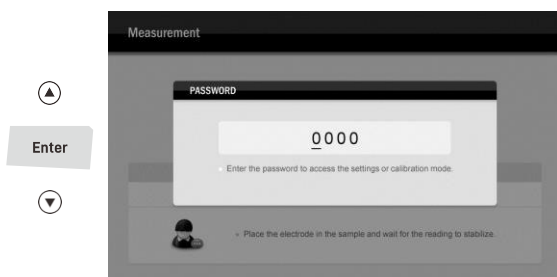 Measurement
PASSWORD
0000
Enter the password to access the settings or calibration mode.
Enter
Place the electrode in the sample and wait for the reading to stabilize.